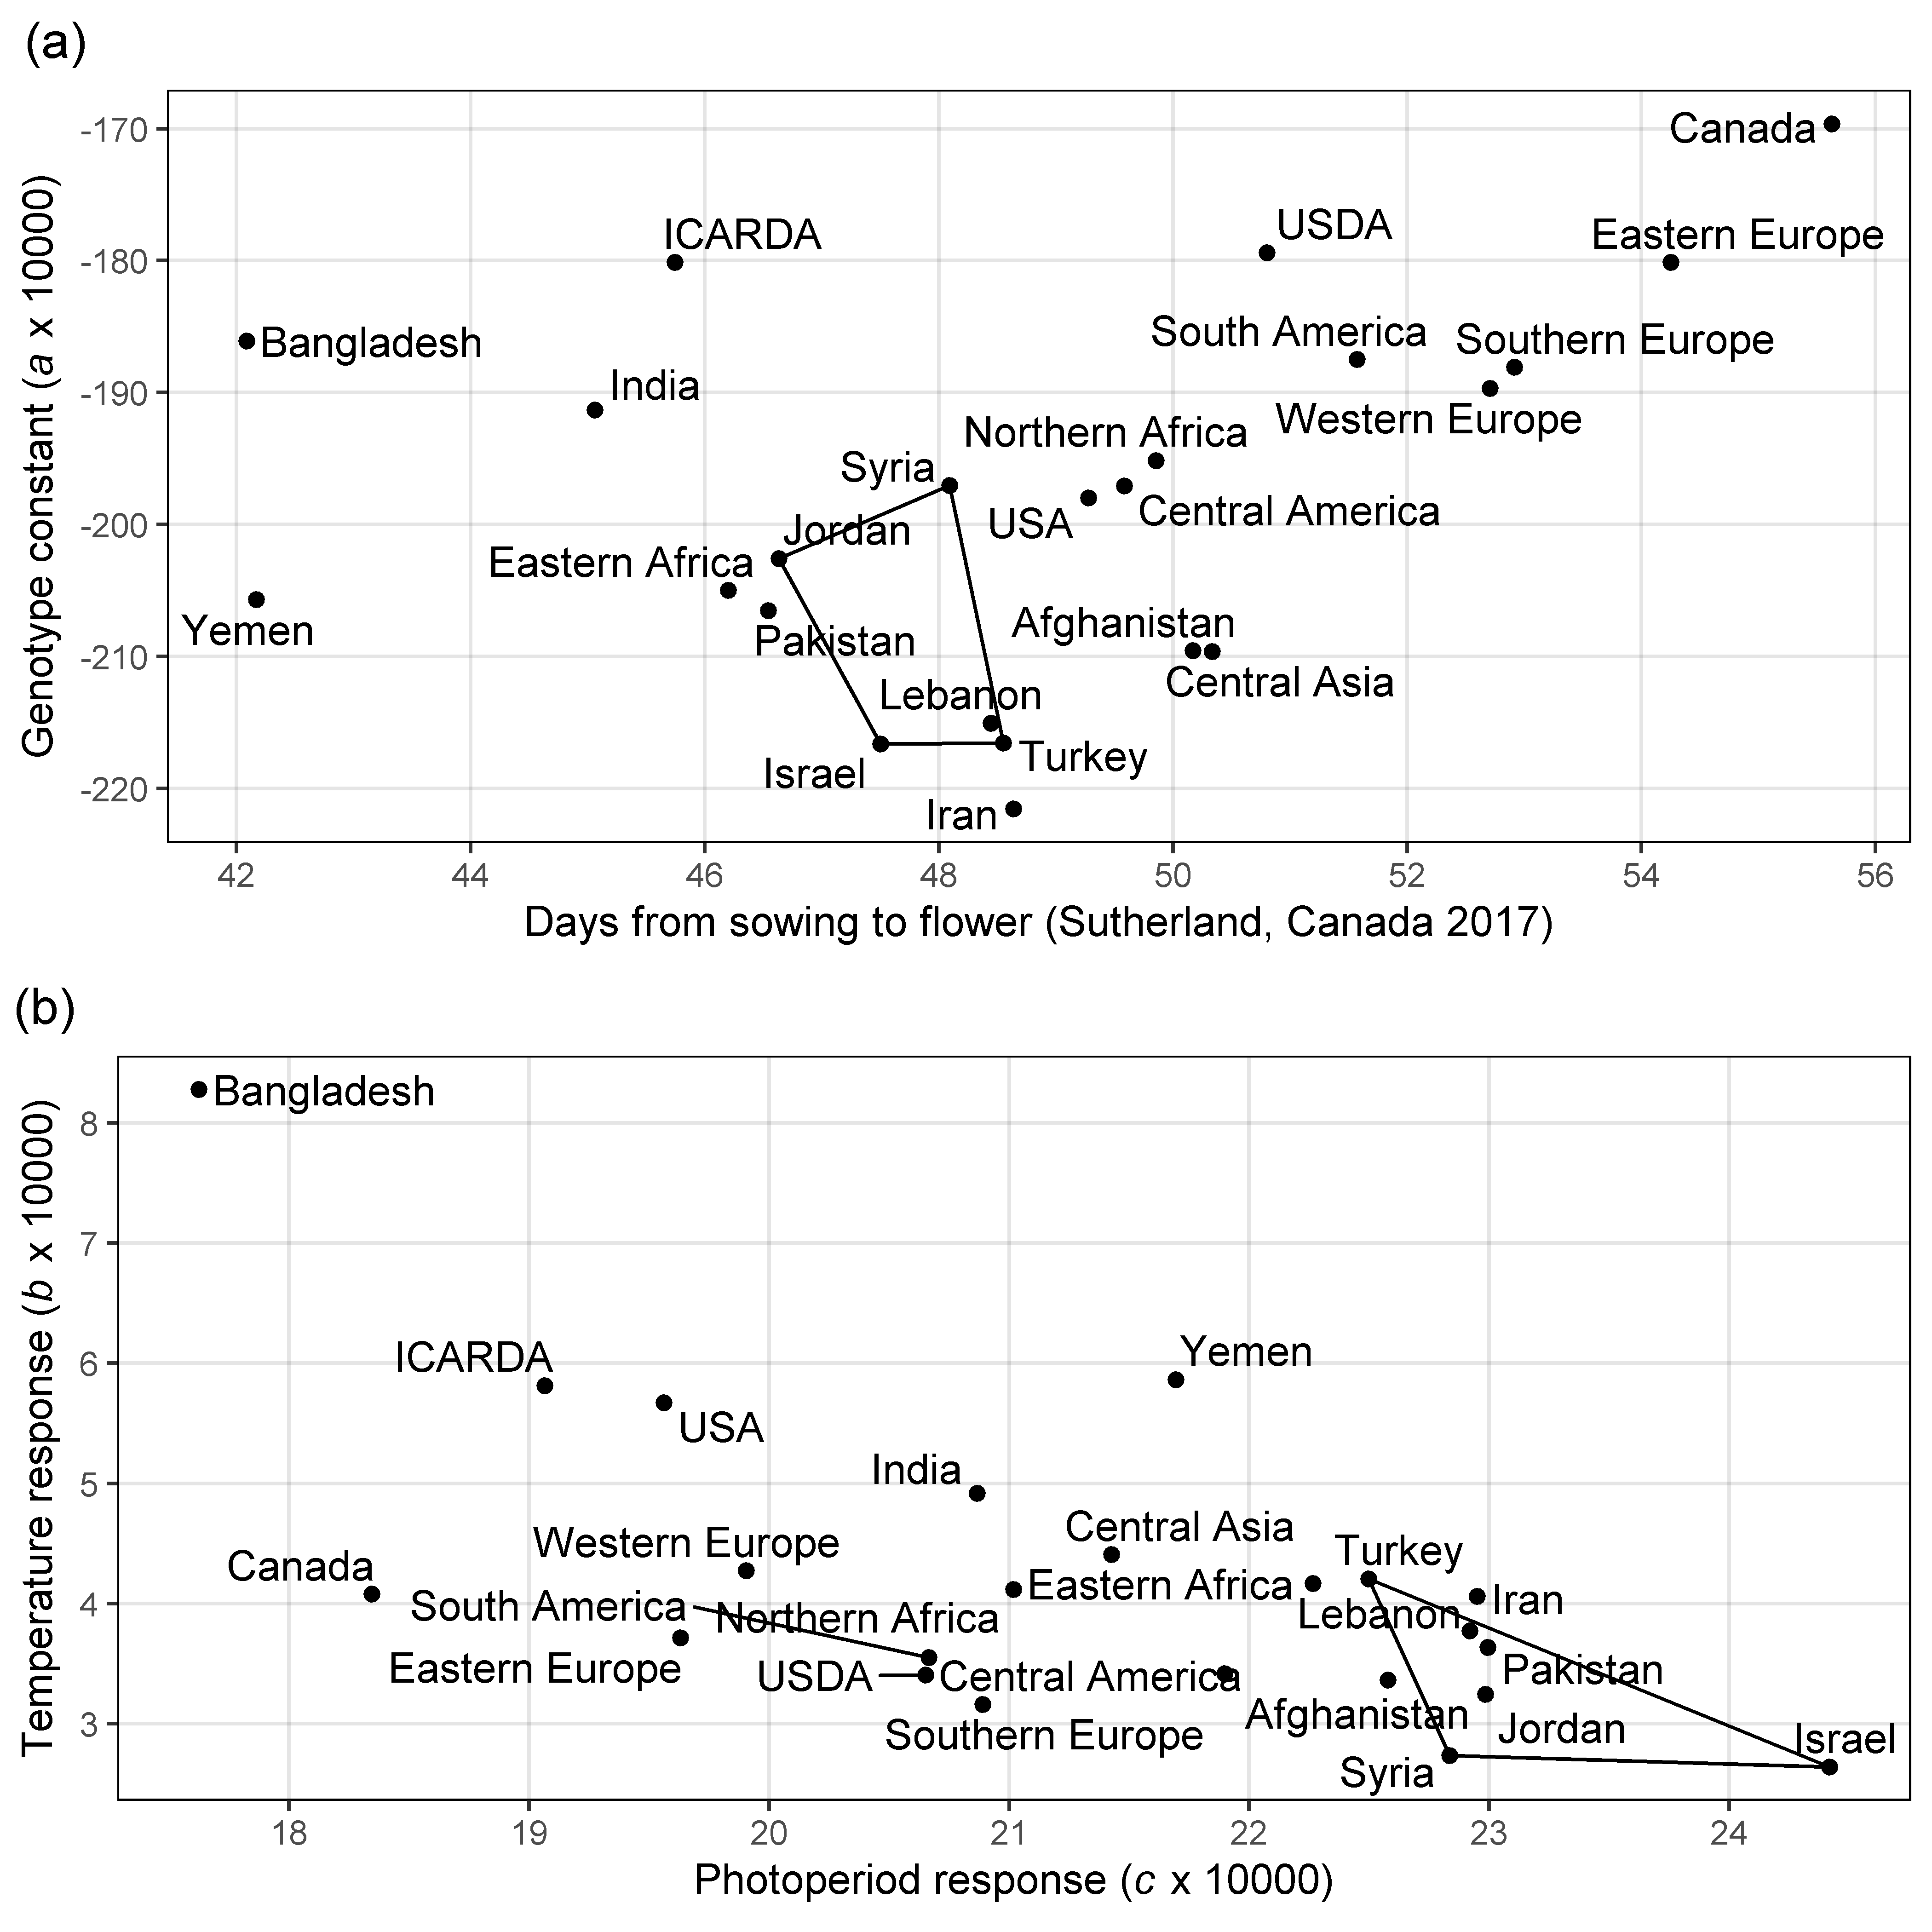 (a)
Genotype constant (a x 10000)
-170
-180
-190
-200
-210
-220
Canada
USDA
ICARDA
Eastern Europe
South America
Southern Europe
Bangladesh
India
Western Europe
Northern Africa
Syria
Central America
USA
Jordan
Eastern Africa
Afghanistan
Yemen
Pakistan
Central Asia
Lebanon
Turkey
Israel
Iran
42 44 46 48 50 52 54 56
Days from sowing to flower (Sutherland, Canada 2017)
(b)
Temperature response (b x 10000)
8
7
6
5
4
3
Bangladesh
Yemen
ICARDA
USA
India
Central Asia
Western Europe
Turkey
Canada
Eastern Africa
Iran
South America
Northern Africa
Lebanon
Eastern Europe
USDA
Central America
Pakistan
Afghanistan
Jordan
Southern Europe
Israel
Syria
18 19 20 21 22 23 24
Photoperiod response (c x 10000)